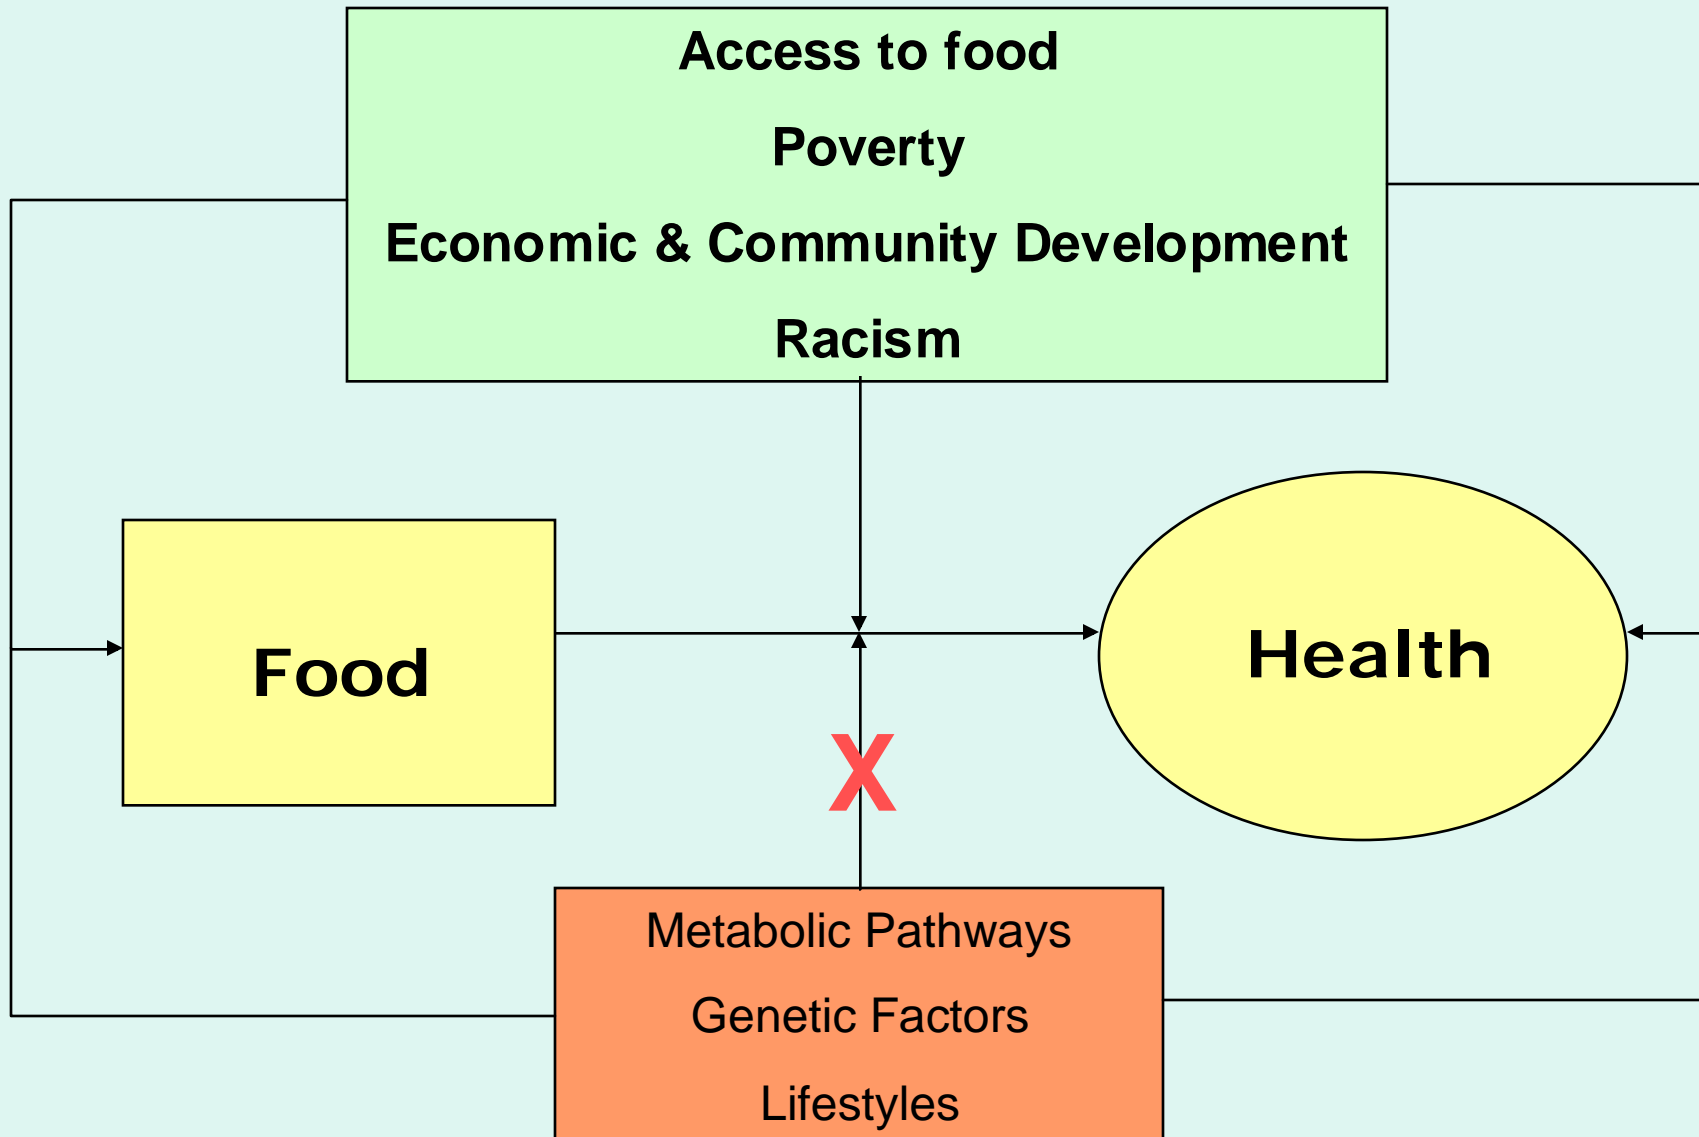 Access to food
Poverty
Economic & Community Development
Racism
Food
Health
X
Metabolic Pathways
Genetic Factors
Lifestyles